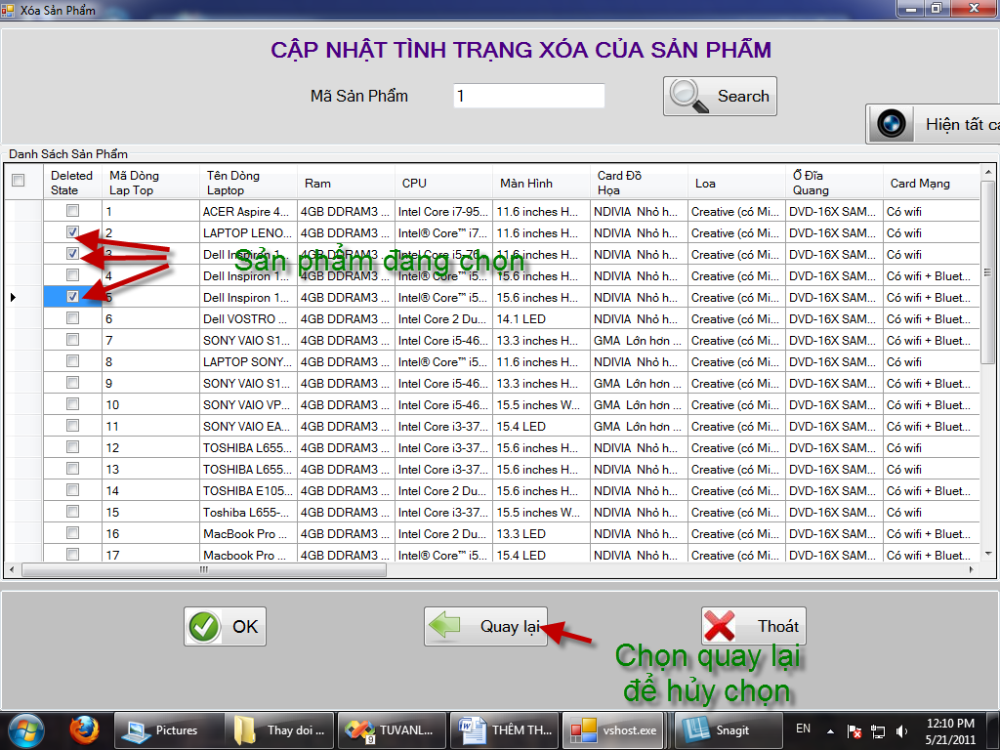 Xóa Sản Phẩm
CẬP NHẬT TÌNH TRẠNG XÓA CỦA SẢN PHẨM
Mã Sản Phẩm 1 Search
Hiện tất cả
Danh Sách Sản Phẩm
Deleted State Mã Dòng Lap Top Tên Dòng Laptop Ram CPU Màn Hình Card Đồ Họa Loa Ổ Đĩa Quang Card Mạng
1 ACER Aspire 4... 4GB DDRAM3 ... Intel Core i7-95... 11.6 inches H... NDIVIA Nhỏ h... Creative (có Mi... DVD-16X SAM... Có wifi
2 LAPTOP LENO... 4GB DDRAM3 ... Intel® Core™ i7... 11.6 inches H... NDIVIA Nhỏ h... Creative (có Mi... DVD-16X SAM... Có wifi
3 Dell Inspiron 1... 4GB DDRAM3 ... Intel Core i5-76... 11.6 inches H... NDIVIA Nhỏ h... Creative (có Mi... DVD-16X SAM... Có wifi
Sản phẩm đang chọn
4 Dell Inspiron 1... 4GB DDRAM3 ... Intel® Core™ i5... 15.6 inches H... NDIVIA Nhỏ h... Creative (có Mi... DVD-16X SAM... Có wifi + Bluet...
5 Dell Inspiron 1... 4GB DDRAM3 ... Intel® Core™ i5... 15.6 inches H... NDIVIA Nhỏ h... Creative (có Mi... DVD-16X SAM... Có wifi + Bluet...
6 Dell VOSTRO ... 4GB DDRAM3 ... Intel Core 2 Du... 14.1 LED NDIVIA Nhỏ h... Creative (có Mi... DVD-16X SAM... Có wifi + Bluet...
7 SONY VAIO S1... 4GB DDRAM3 ... Intel Core i5-46... 13.3 inches H... GMA Lớn hơn ... Creative (có Mi... DVD-16X SAM... Có wifi + Bluet...
8 LAPTOP SONY... 4GB DDRAM3 ... Intel® Core™ i5... 11.6 inches H... NDIVIA Nhỏ h... Creative (có Mi... DVD-16X SAM... Có wifi
9 SONY VAIO S1... 4GB DDRAM3 ... Intel Core i5-46... 13.3 inches H... GMA Lớn hơn ... Creative (có Mi... DVD-16X SAM... Có wifi + Bluet...
10 SONY VAIO VP... 4GB DDRAM3 ... Intel Core i5-46... 15.5 inches W... GMA Lớn hơn ... Creative (có Mi... DVD-16X SAM... Có wifi + Bluet...
11 SONY VAIO EA... 4GB DDRAM3 ... Intel Core i3-37... 15.4 LED GMA Lớn hơn ... Creative (có Mi... DVD-16X SAM... Có wifi + Bluet...
12 TOSHIBA L655... 4GB DDRAM3 ... Intel Core i3-37... 15.6 inches H... NDIVIA Nhỏ h... Creative (có Mi... DVD-16X SAM... Có wifi
13 TOSHIBA L655... 4GB DDRAM3 ... Intel Core i3-37... 15.6 inches H... NDIVIA Nhỏ h... Creative (có Mi... DVD-16X SAM... Có wifi
14 TOSHIBA E105... 4GB DDRAM3 ... Intel Core 2 Du... 15.6 inches H... NDIVIA Nhỏ h... Creative (có Mi... DVD-16X SAM... Có wifi + Bluet...
15 Toshiba L655-... 4GB DDRAM3 ... Intel Core i3-37... 15.5 inches W... NDIVIA Nhỏ h... Creative (có Mi... DVD-16X SAM... Có wifi
16 MacBook Pro ... 4GB DDRAM3 ... Intel Core 2 Du... 13.3 LED NDIVIA Nhỏ h... Creative (có Mi... DVD-16X SAM... Có wifi + Bluet...
17 Macbook Pro ... 4GB DDRAM3 ... Intel® Core™ i5... 15.4 LED NDIVIA Nhỏ h... Creative (có Mi... DVD-16X SAM... Có wifi + Bluet...
OK Quay lại Thoát
Chọn quay lại
để hủy chọn
Pictures Thay doi ... TUVANL... 9 THÊM TH... vshost.exe Snagit EN 12:10 PM
5/21/2011